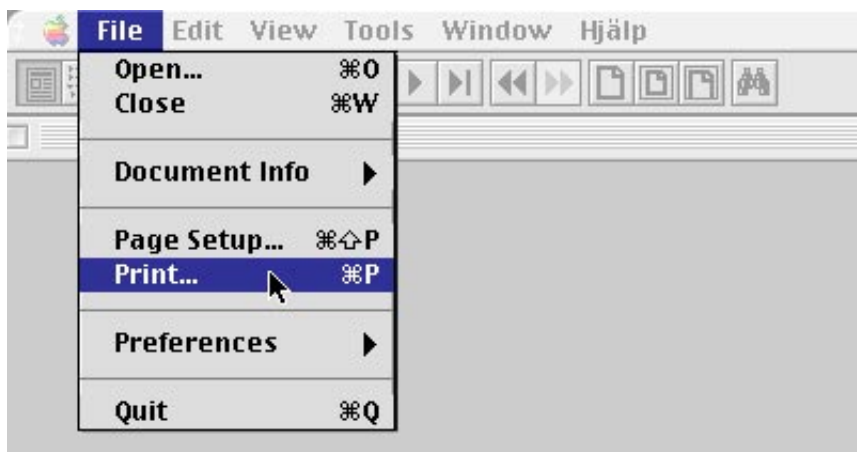 File Edit View Tools Window Hjälp
Open... ⌘O
Close ⌘W
Document Info
Page Setup... ⌘⇧P
Print... ⌘P
Preferences
Quit ⌘Q